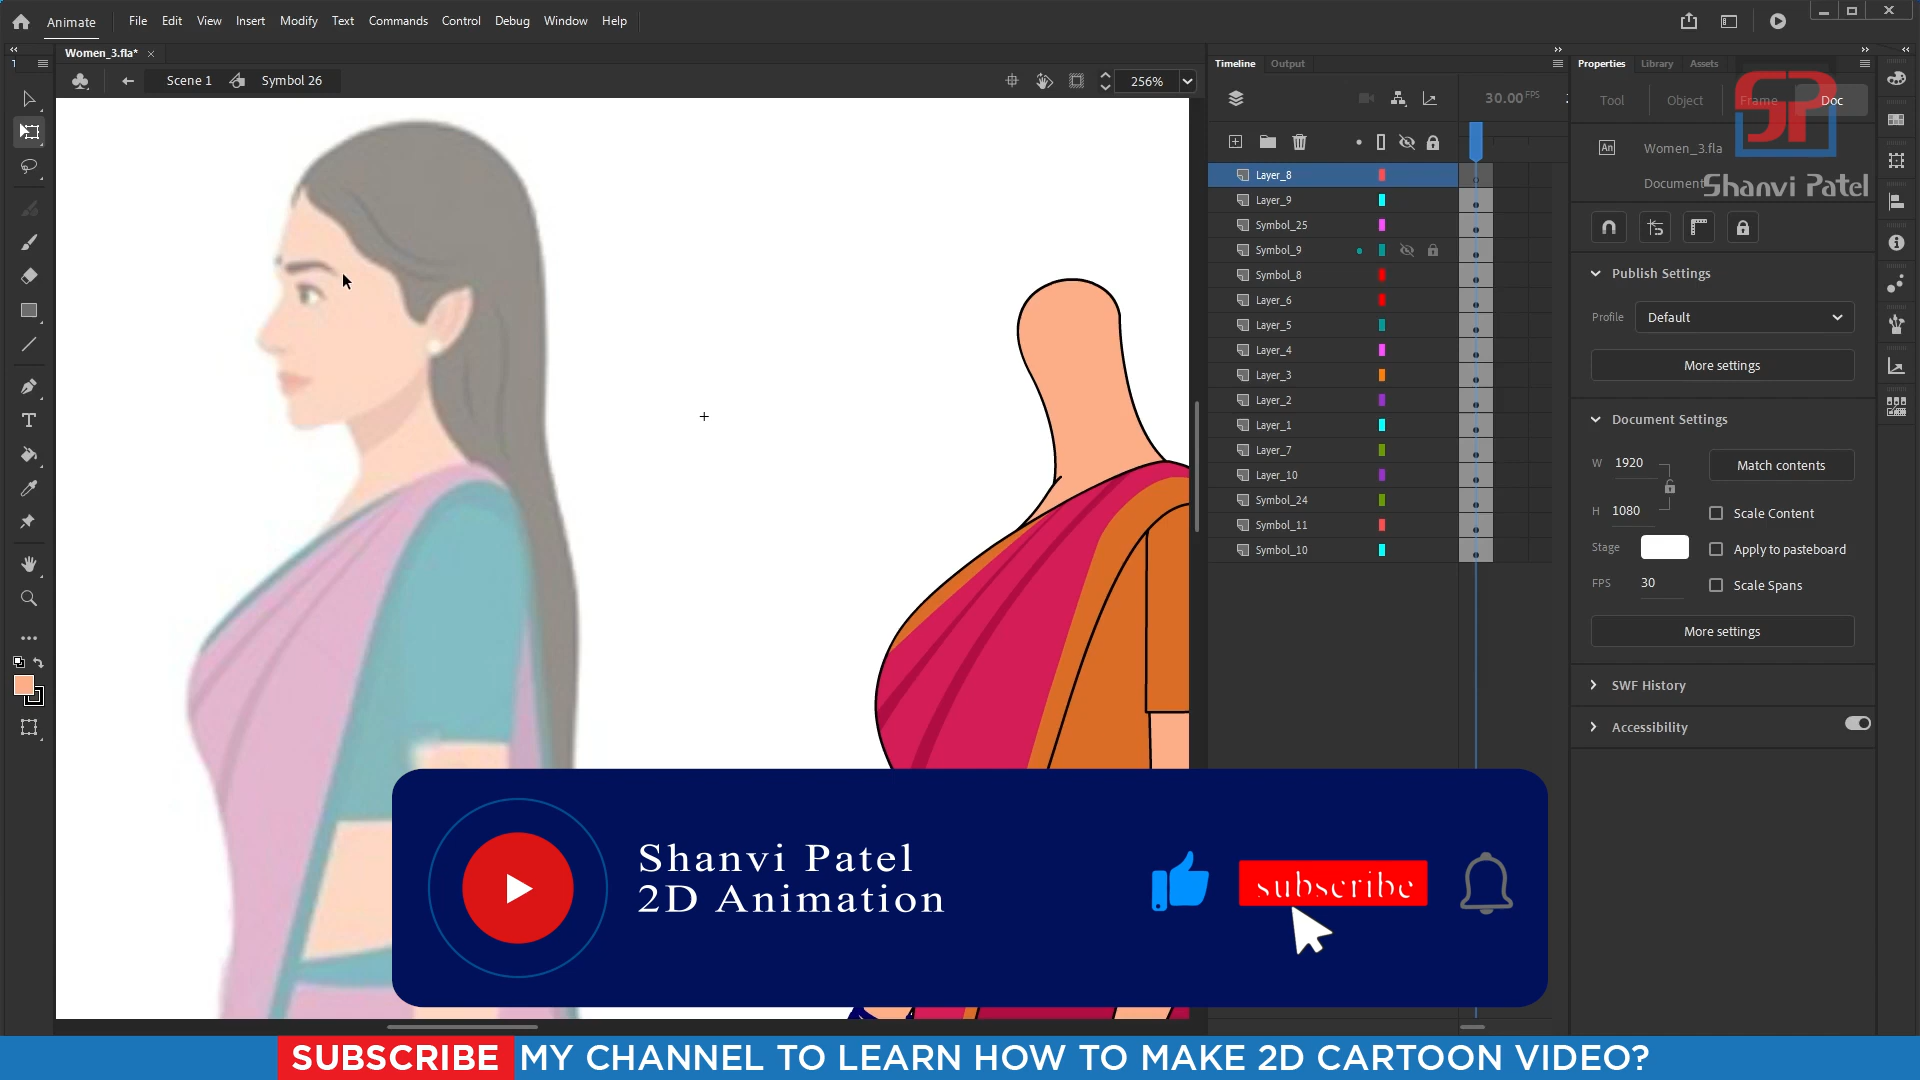 Animate
File Edit View Insert Modify Text Commands Control Debug Window Help
Women_3.fla*
Scene 1 Symbol 26
256%
Timeline Output
30.00 FPS
Layer_8
Layer_9
Symbol_25
Symbol_9
Symbol_8
Layer_6
Layer_5
Layer_4
Layer_3
Layer_2
Layer_1
Layer_7
Layer_10
Symbol_24
Symbol_11
Symbol_10
Properties Library Assets
Tool Object Frame Doc
SP
An Women_3.fla
Document
Shanvi Patel
Publish Settings
Profile Default
More settings
Document Settings
W 1920 Match contents
H 1080 Scale Content
Stage Apply to pasteboard
FPS 30 Scale Spans
More settings
SWF History
Accessibility
Shanvi Patel
2D Animation
subscribe
SUBSCRIBE MY CHANNEL TO LEARN HOW TO MAKE 2D CARTOON VIDEO?